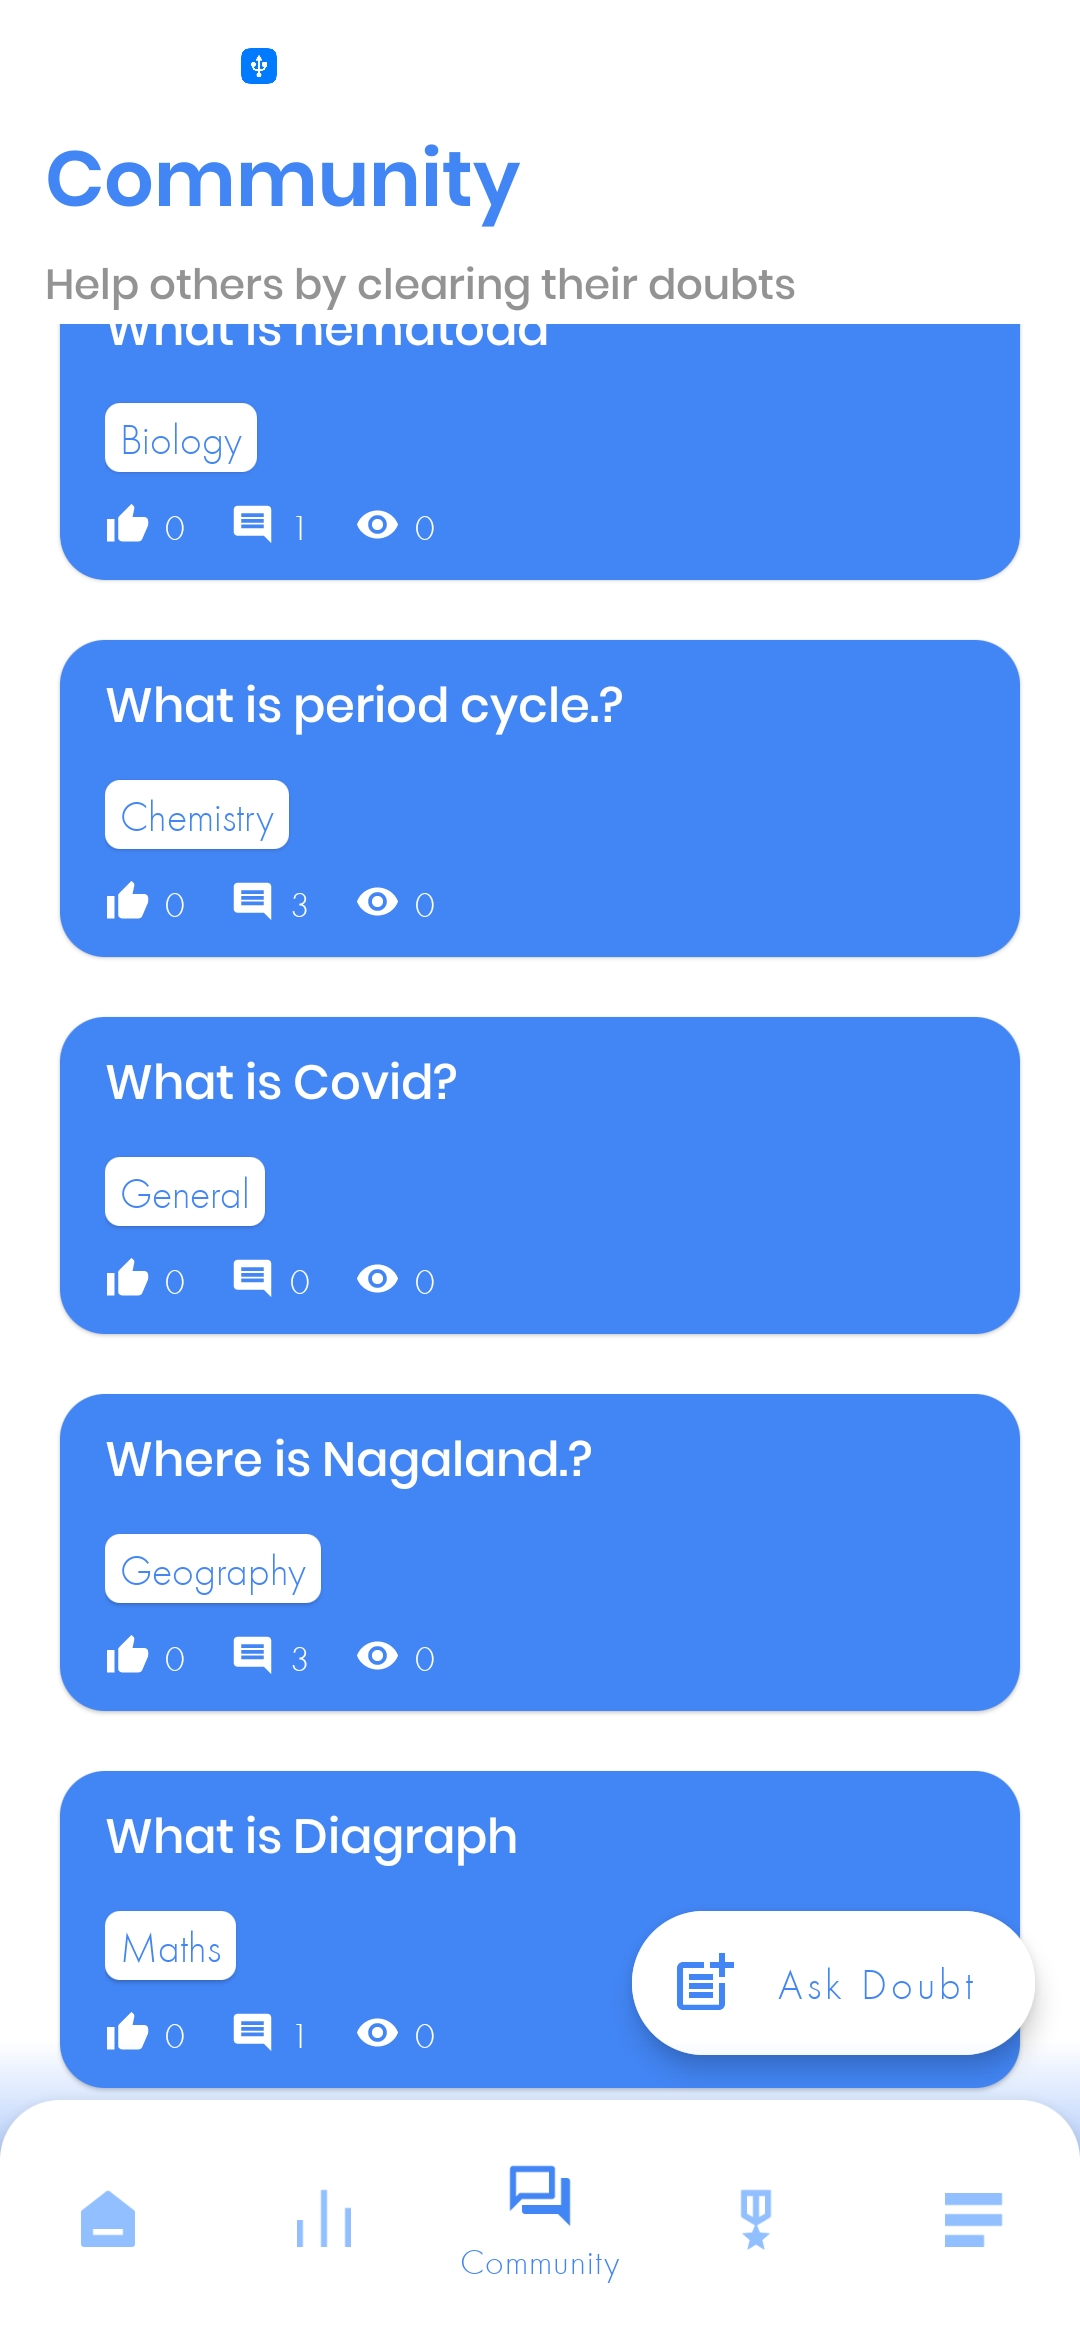 Community
Help others by clearing their doubts
What is nematoda
Biology
0 1 0
What is period cycle.?
Chemistry
0 3 0
What is Covid?
General
0 0 0
Where is Nagaland.?
Geography
0 3 0
What is Diagraph
Maths
0 1 0
Ask Doubt
Community